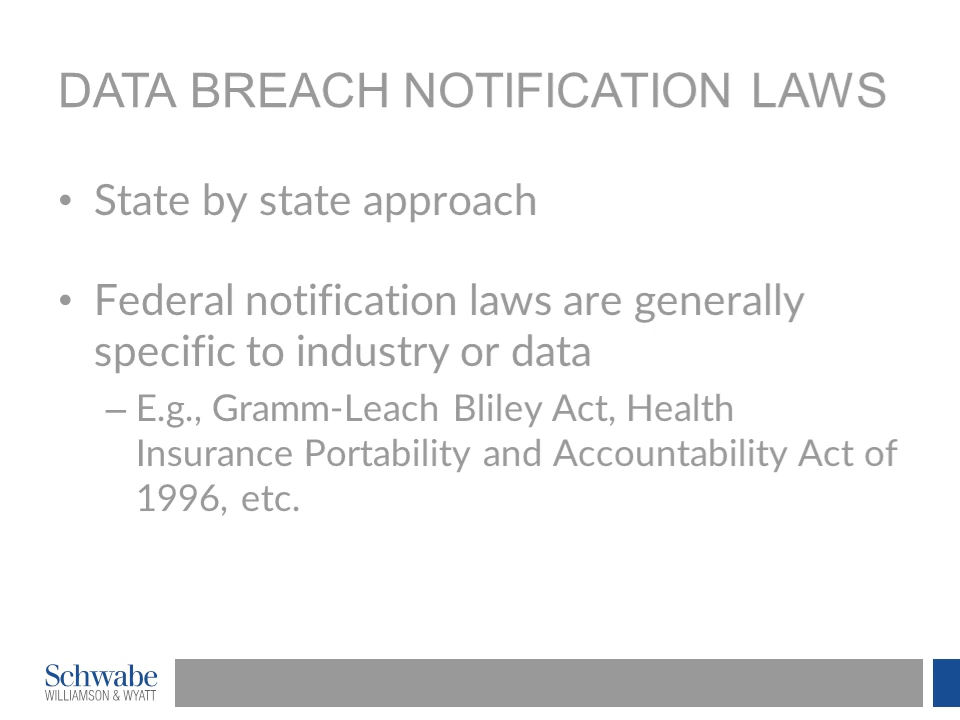 DATA BREACH NOTIFICATION LAWS
• State by state approach
• Federal notification laws are generally
specific to industry or data
– E.g., Gramm-Leach Bliley Act, Health
Insurance Portability and Accountability Act of
1996, etc.
Schwabe
WILLIAMSON & WYATT